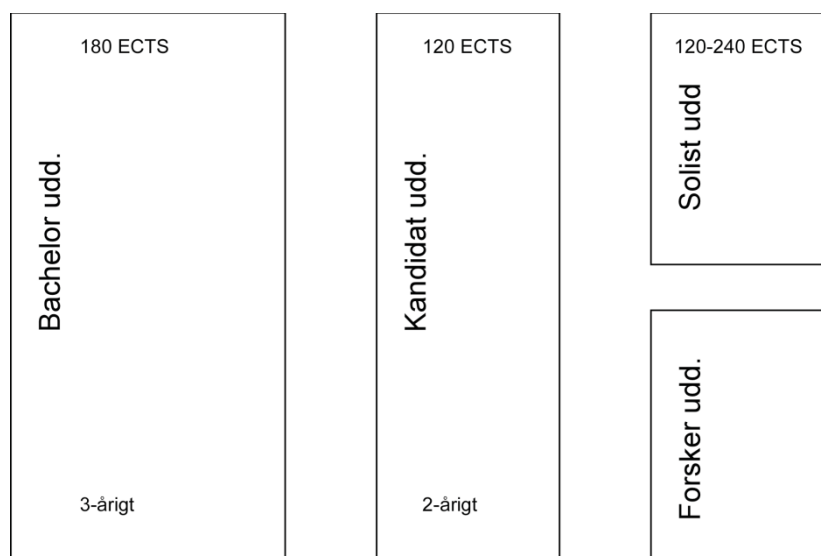 180 ECTS
Bachelor udd.
3-årigt
120 ECTS
Kandidat udd.
2-årigt
120-240 ECTS
Solist udd
Forsker udd.